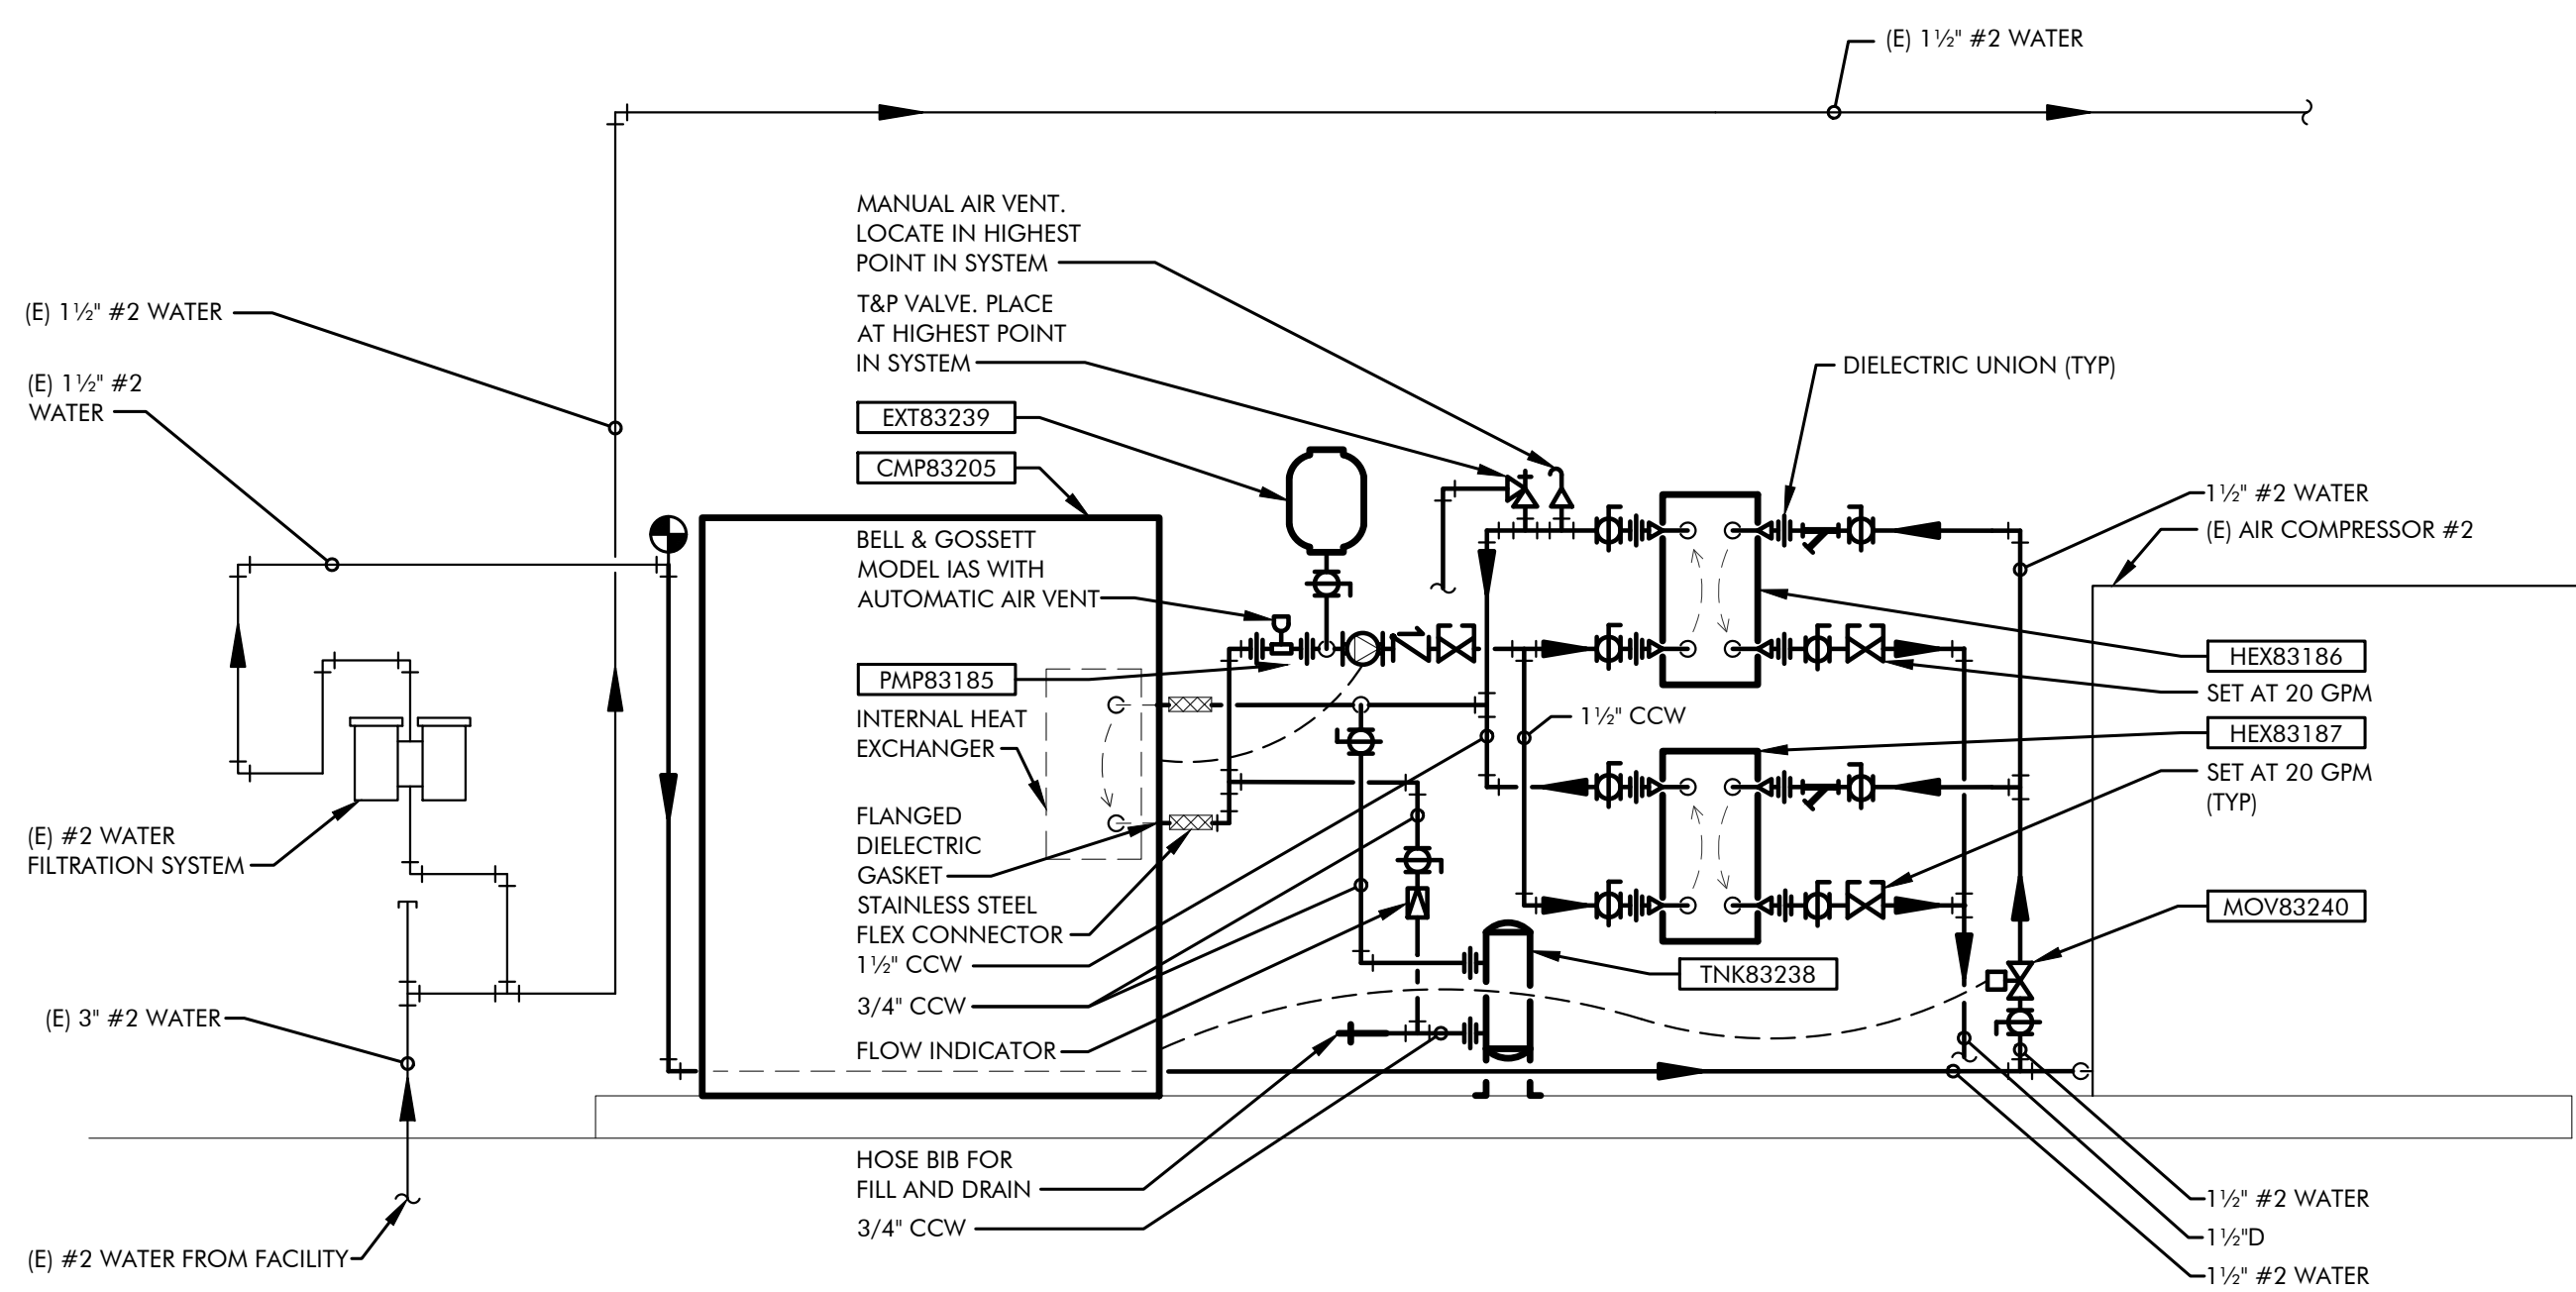 (E) 1½" #2 WATER
MANUAL AIR VENT.
LOCATE IN HIGHEST
POINT IN SYSTEM
T&P VALVE. PLACE
AT HIGHEST POINT
IN SYSTEM
(E) 1½" #2 WATER
(E) 1½" #2
WATER
DIELECTRIC UNION (TYP)
EXT83239
CMP83205
1½" #2 WATER
(E) AIR COMPRESSOR #2
BELL & GOSSETT
MODEL IAS WITH
AUTOMATIC AIR VENT
PMP83185
INTERNAL HEAT
EXCHANGER
1½" CCW
HEX83186
SET AT 20 GPM
HEX83187
SET AT 20 GPM
(TYP)
(E) #2 WATER
FILTRATION SYSTEM
FLANGED
DIELECTRIC
GASKET
STAINLESS STEEL
FLEX CONNECTOR
1½" CCW
3/4" CCW
FLOW INDICATOR
MOV83240
TNK83238
(E) 3" #2 WATER
HOSE BIB FOR
FILL AND DRAIN
3/4" CCW
(E) #2 WATER FROM FACILITY
1½" #2 WATER
1½"D
1½" #2 WATER